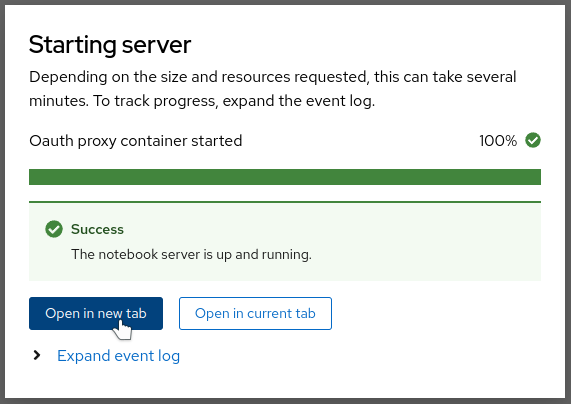 Starting server
Depending on the size and resources requested, this can take several
minutes. To track progress, expand the event log.
Oauth proxy container started 100%
Success
The notebook server is up and running.
Open in new tab Open in current tab
Expand event log